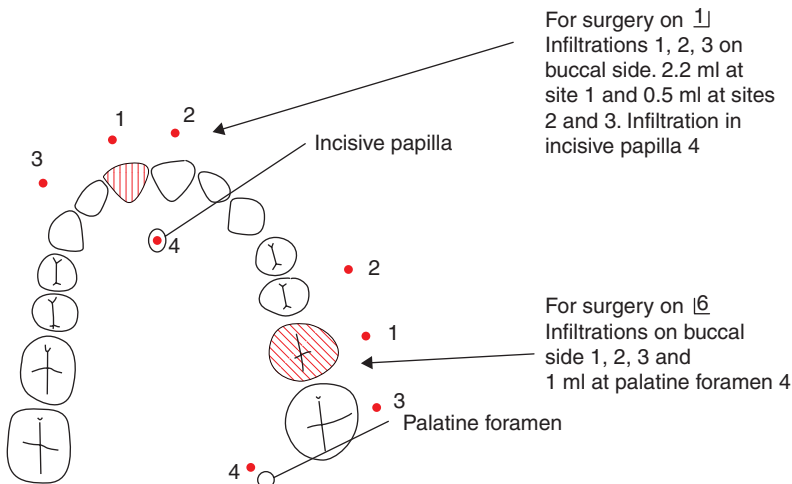 For surgery on 1⏌
Infiltrations 1, 2, 3 on
buccal side. 2.2 ml at
site 1 and 0.5 ml at sites
2 and 3. Infiltration in
incisive papilla 4
1
2
3
Incisive papilla
4
2
For surgery on ⎿6
Infiltrations on buccal
side 1, 2, 3 and
1 ml at palatine foramen 4
1
3
Palatine foramen
4